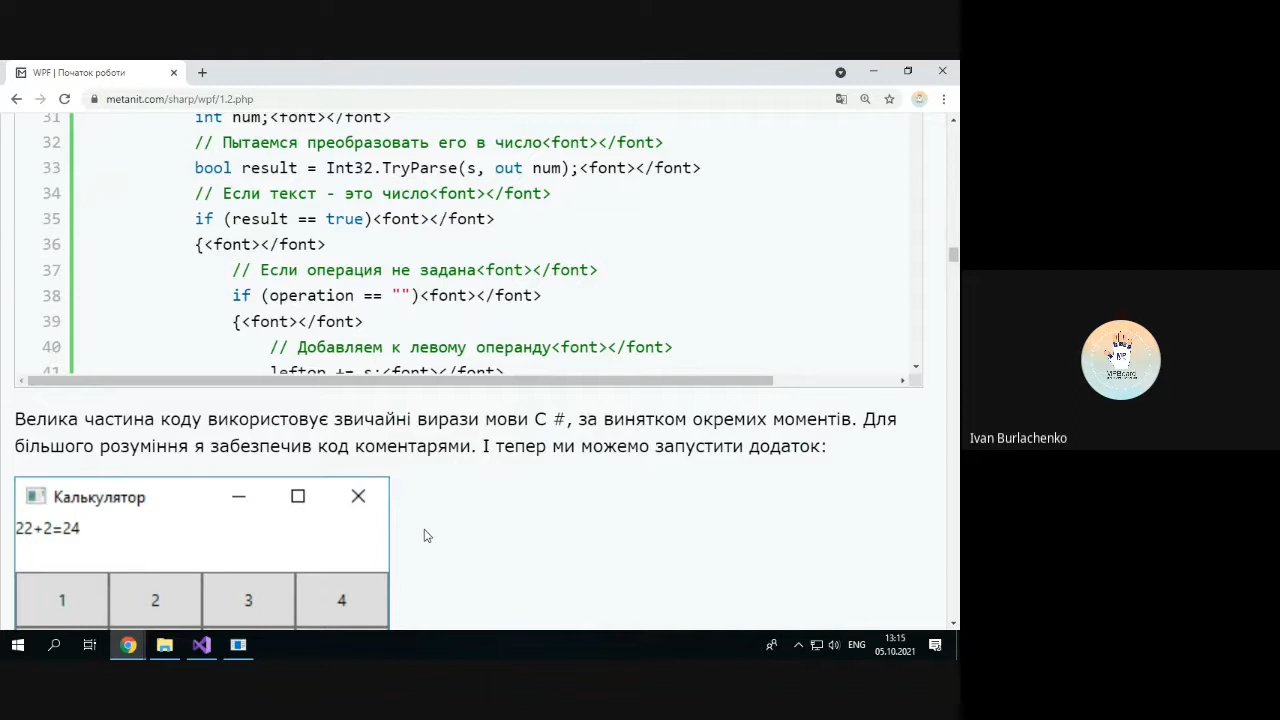 WPF | Початок роботи
metanit.com/sharp/wpf/1.2.php
31 int num;<font></font>
32 // Пытаемся преобразовать его в число<font></font>
33 bool result = Int32.TryParse(s, out num);<font></font>
34 // Если текст - это число<font></font>
35 if (result == true)<font></font>
36 {<font></font>
37 // Если операция не задана<font></font>
38 if (operation == "")<font></font>
39 {<font></font>
40 // Добавляем к левому операнду<font></font>
41 leftop += s;<font></font>
Велика частина коду використовує звичайні вирази мови C #, за винятком окремих моментів. Для
більшого розуміння я забезпечив код коментарями. І тепер ми можемо запустити додаток:
Калькулятор
22+2=24
1 2 3 4
Ivan Burlachenko
MPBoard
ENG
13:15
05.10.2021